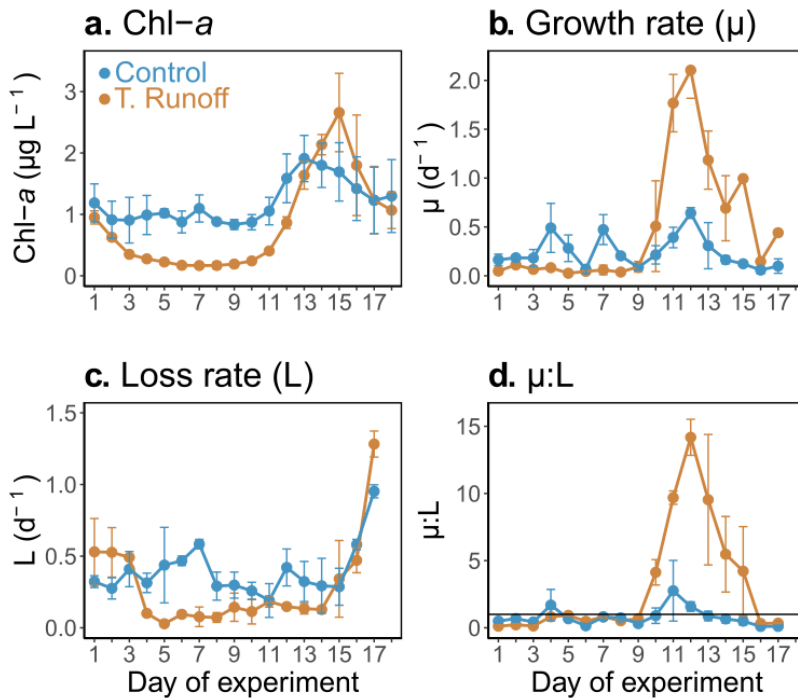 a. Chl−a
Control
T. Runoff
Chl−a (µg L⁻¹)
3
2
1
0
1 3 5 7 9 11 13 15 17
b. Growth rate (µ)
µ (d⁻¹)
2.0
1.5
1.0
0.5
0.0
1 3 5 7 9 11 13 15 17
c. Loss rate (L)
L (d⁻¹)
1.5
1.0
0.5
0.0
1 3 5 7 9 11 13 15 17
Day of experiment
d. µ:L
µ:L
15
10
5
0
1 3 5 7 9 11 13 15 17
Day of experiment